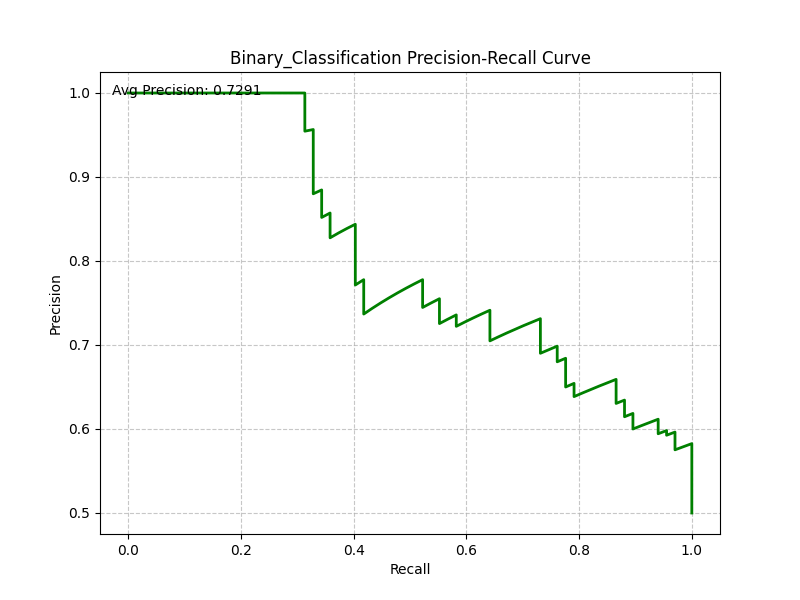 Binary_Classification Precision-Recall Curve
Avg Precision: 0.7291
1.0
0.9
0.8
0.7
0.6
0.5
Precision
0.0 0.2 0.4 0.6 0.8 1.0
Recall